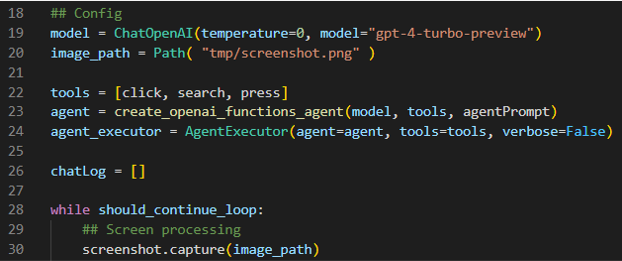 18 ## Config
19 model = ChatOpenAI(temperature=0, model="gpt-4-turbo-preview")
20 image_path = Path( "tmp/screenshot.png" )
21
22 tools = [click, search, press]
23 agent = create_openai_functions_agent(model, tools, agentPrompt)
24 agent_executor = AgentExecutor(agent=agent, tools=tools, verbose=False)
25
26 chatLog = []
27
28 while should_continue_loop:
29     ## Screen processing
30     screenshot.capture(image_path)